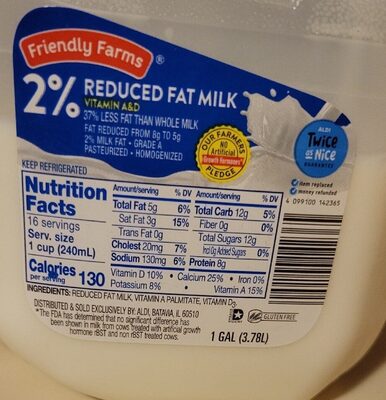 Friendly Farms®
2% REDUCED FAT MILK
VITAMIN A&D
37% LESS FAT THAN WHOLE MILK
FAT REDUCED FROM 8g TO 5g
2% MILK FAT • GRADE A
PASTEURIZED • HOMOGENIZED
OUR FARMERS
NO
Artificial
Growth Hormones*
PLEDGE
ALDI
Twice
as
Nice
GUARANTEE
item replaced
money refunded
4 099100 142365
KEEP REFRIGERATED
Nutrition
Facts
16 servings
Serv. size
1 cup (240mL)
Calories 130
per serving
Amount/serving % DV
Total Fat 5g 6%
Sat Fat 3g 15%
Trans Fat 0g
Cholest 20mg 7%
Sodium 130mg 6%
Amount/serving % DV
Total Carb 12g 5%
Fiber 0g 0%
Total Sugars 12g
Incl 0g Added Sugars 0%
Protein 8g
Vitamin D 10% • Calcium 25% • Iron 0%
Potassium 8% • Vitamin A 15%
INGREDIENTS: REDUCED FAT MILK, VITAMIN A PALMITATE, VITAMIN D3.
DISTRIBUTED & SOLD EXCLUSIVELY BY: ALDI, BATAVIA, IL 60510
*The FDA has determined that no significant difference has
been shown in milk from cows treated with artificial growth
hormone rBST and non rBST treated cows.
GLUTEN FREE
1 GAL (3.78L)